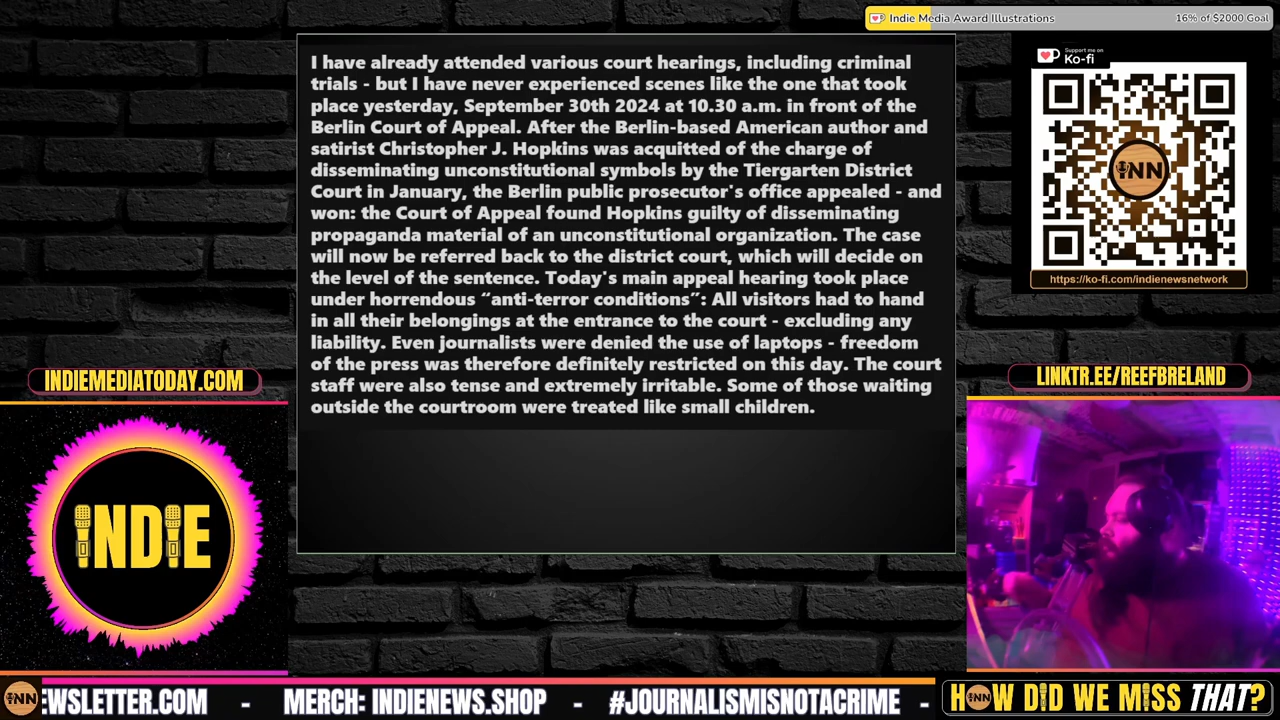 Indie Media Award Illustrations
16% of $2000 Goal
I have already attended various court hearings, including criminal
trials - but I have never experienced scenes like the one that took
place yesterday, September 30th 2024 at 10.30 a.m. in front of the
Berlin Court of Appeal. After the Berlin-based American author and
satirist Christopher J. Hopkins was acquitted of the charge of
disseminating unconstitutional symbols by the Tiergarten District
Court in January, the Berlin public prosecutor's office appealed - and
won: the Court of Appeal found Hopkins guilty of disseminating
propaganda material of an unconstitutional organization. The case
will now be referred back to the district court, which will decide on
the level of the sentence. Today's main appeal hearing took place
under horrendous “anti-terror conditions”: All visitors had to hand
in all their belongings at the entrance to the court - excluding any
liability. Even journalists were denied the use of laptops - freedom
of the press was therefore definitely restricted on this day. The court
staff were also tense and extremely irritable. Some of those waiting
outside the courtroom were treated like small children.
Support me on
Ko-fi
INN
https://ko-fi.com/indienewsnetwork
INDIEMEDIATODAY.COM
LINKTR.EE/REEFBRELAND
INDIE
INN
EWSLETTER.COM - MERCH: INDIENEWS.SHOP - #JOURNALISMISNOTACRIME -
HOW DID WE MISS THAT?